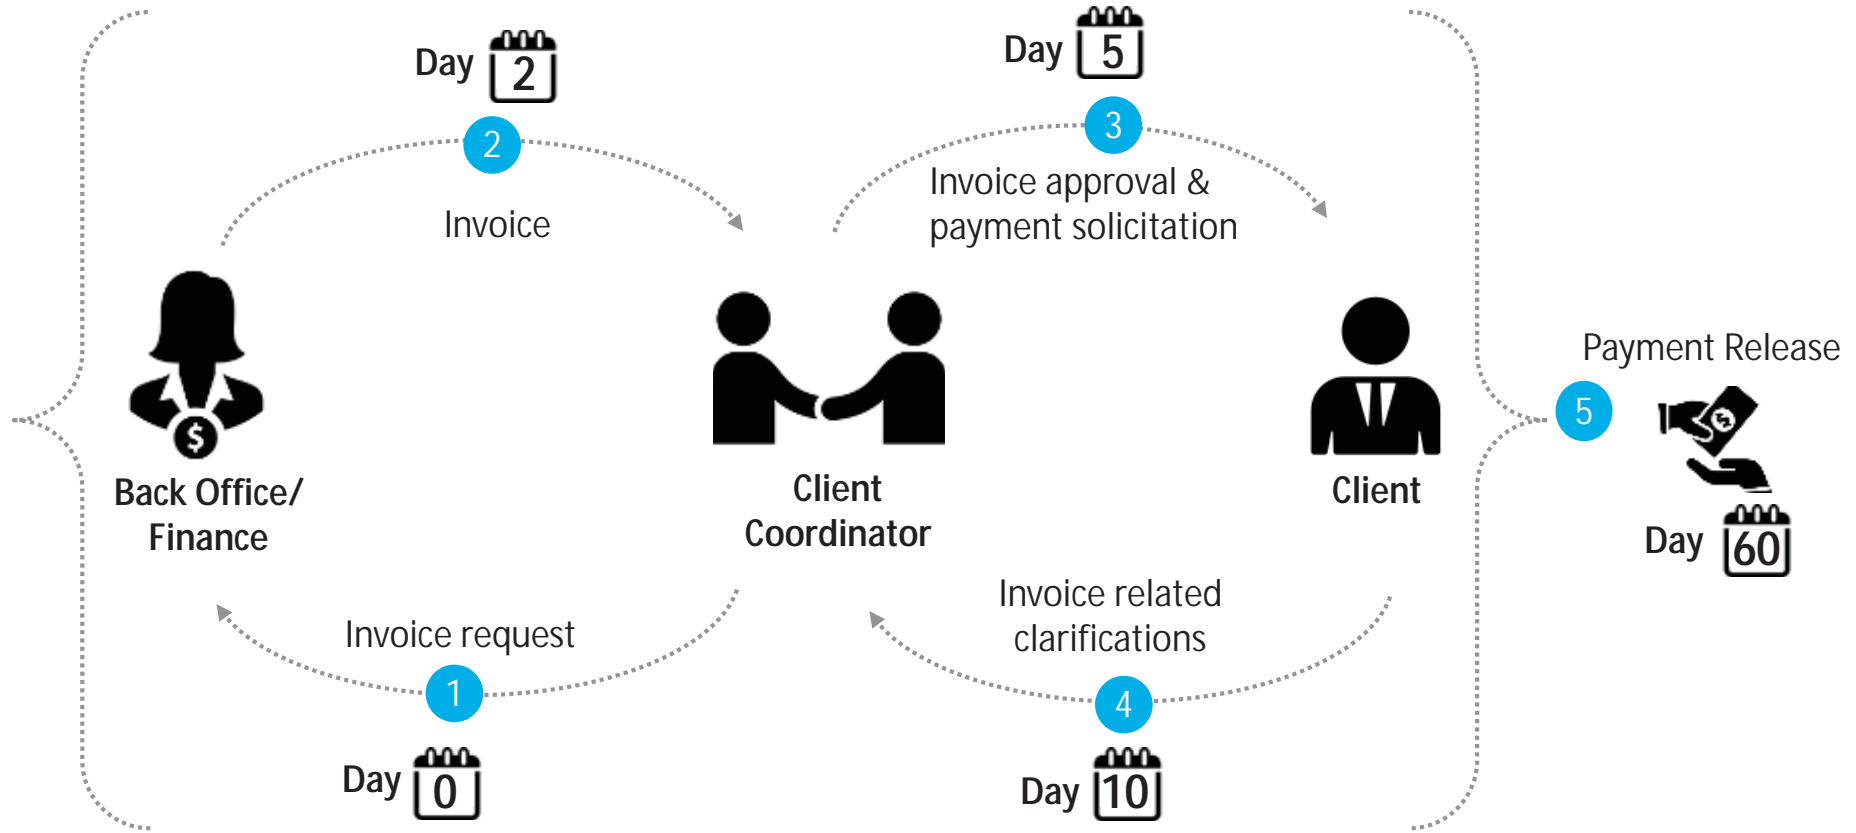 Day 2
2
Invoice
Day 5
3
Invoice approval &
payment solicitation
$
Back Office/
Finance
Client
Coordinator
Client
Payment Release
5
Day 60
Invoice request
1
Day 0
Invoice related
clarifications
4
Day 10